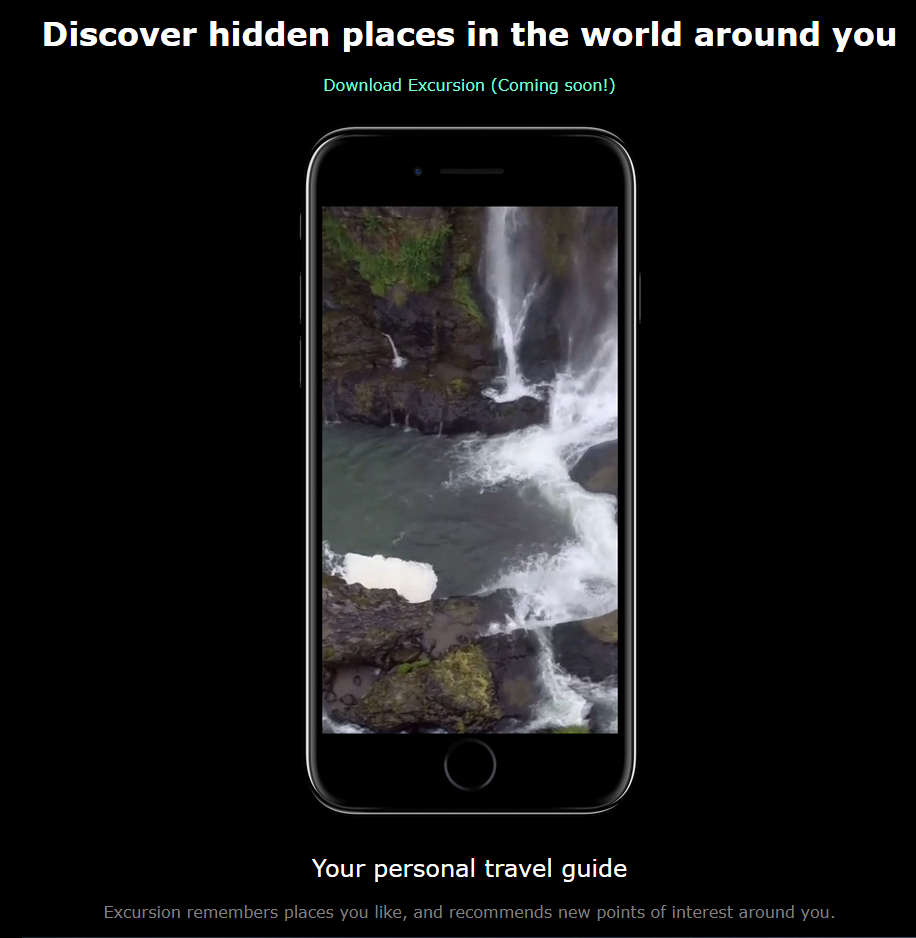 Discover hidden places in the world around you
Download Excursion (Coming soon!)
Your personal travel guide
Excursion remembers places you like, and recommends new points of interest around you.